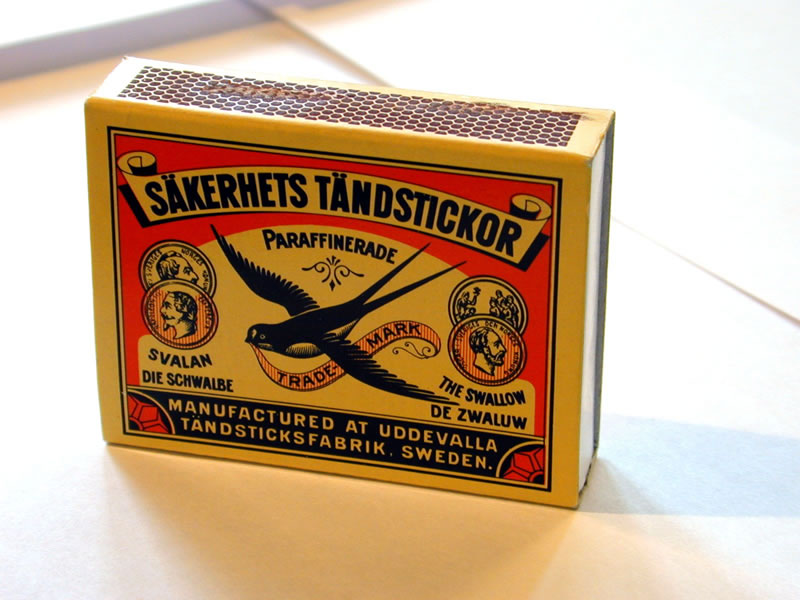 SÄKERHETS TÄNDSTICKOR
PARAFFINERADE
TRADE MARK
SVALAN
DIE SCHWALBE
THE SWALLOW
DE ZWALUW
MANUFACTURED AT UDDEVALLA
TÄNDSTICKSFABRIK. SWEDEN.